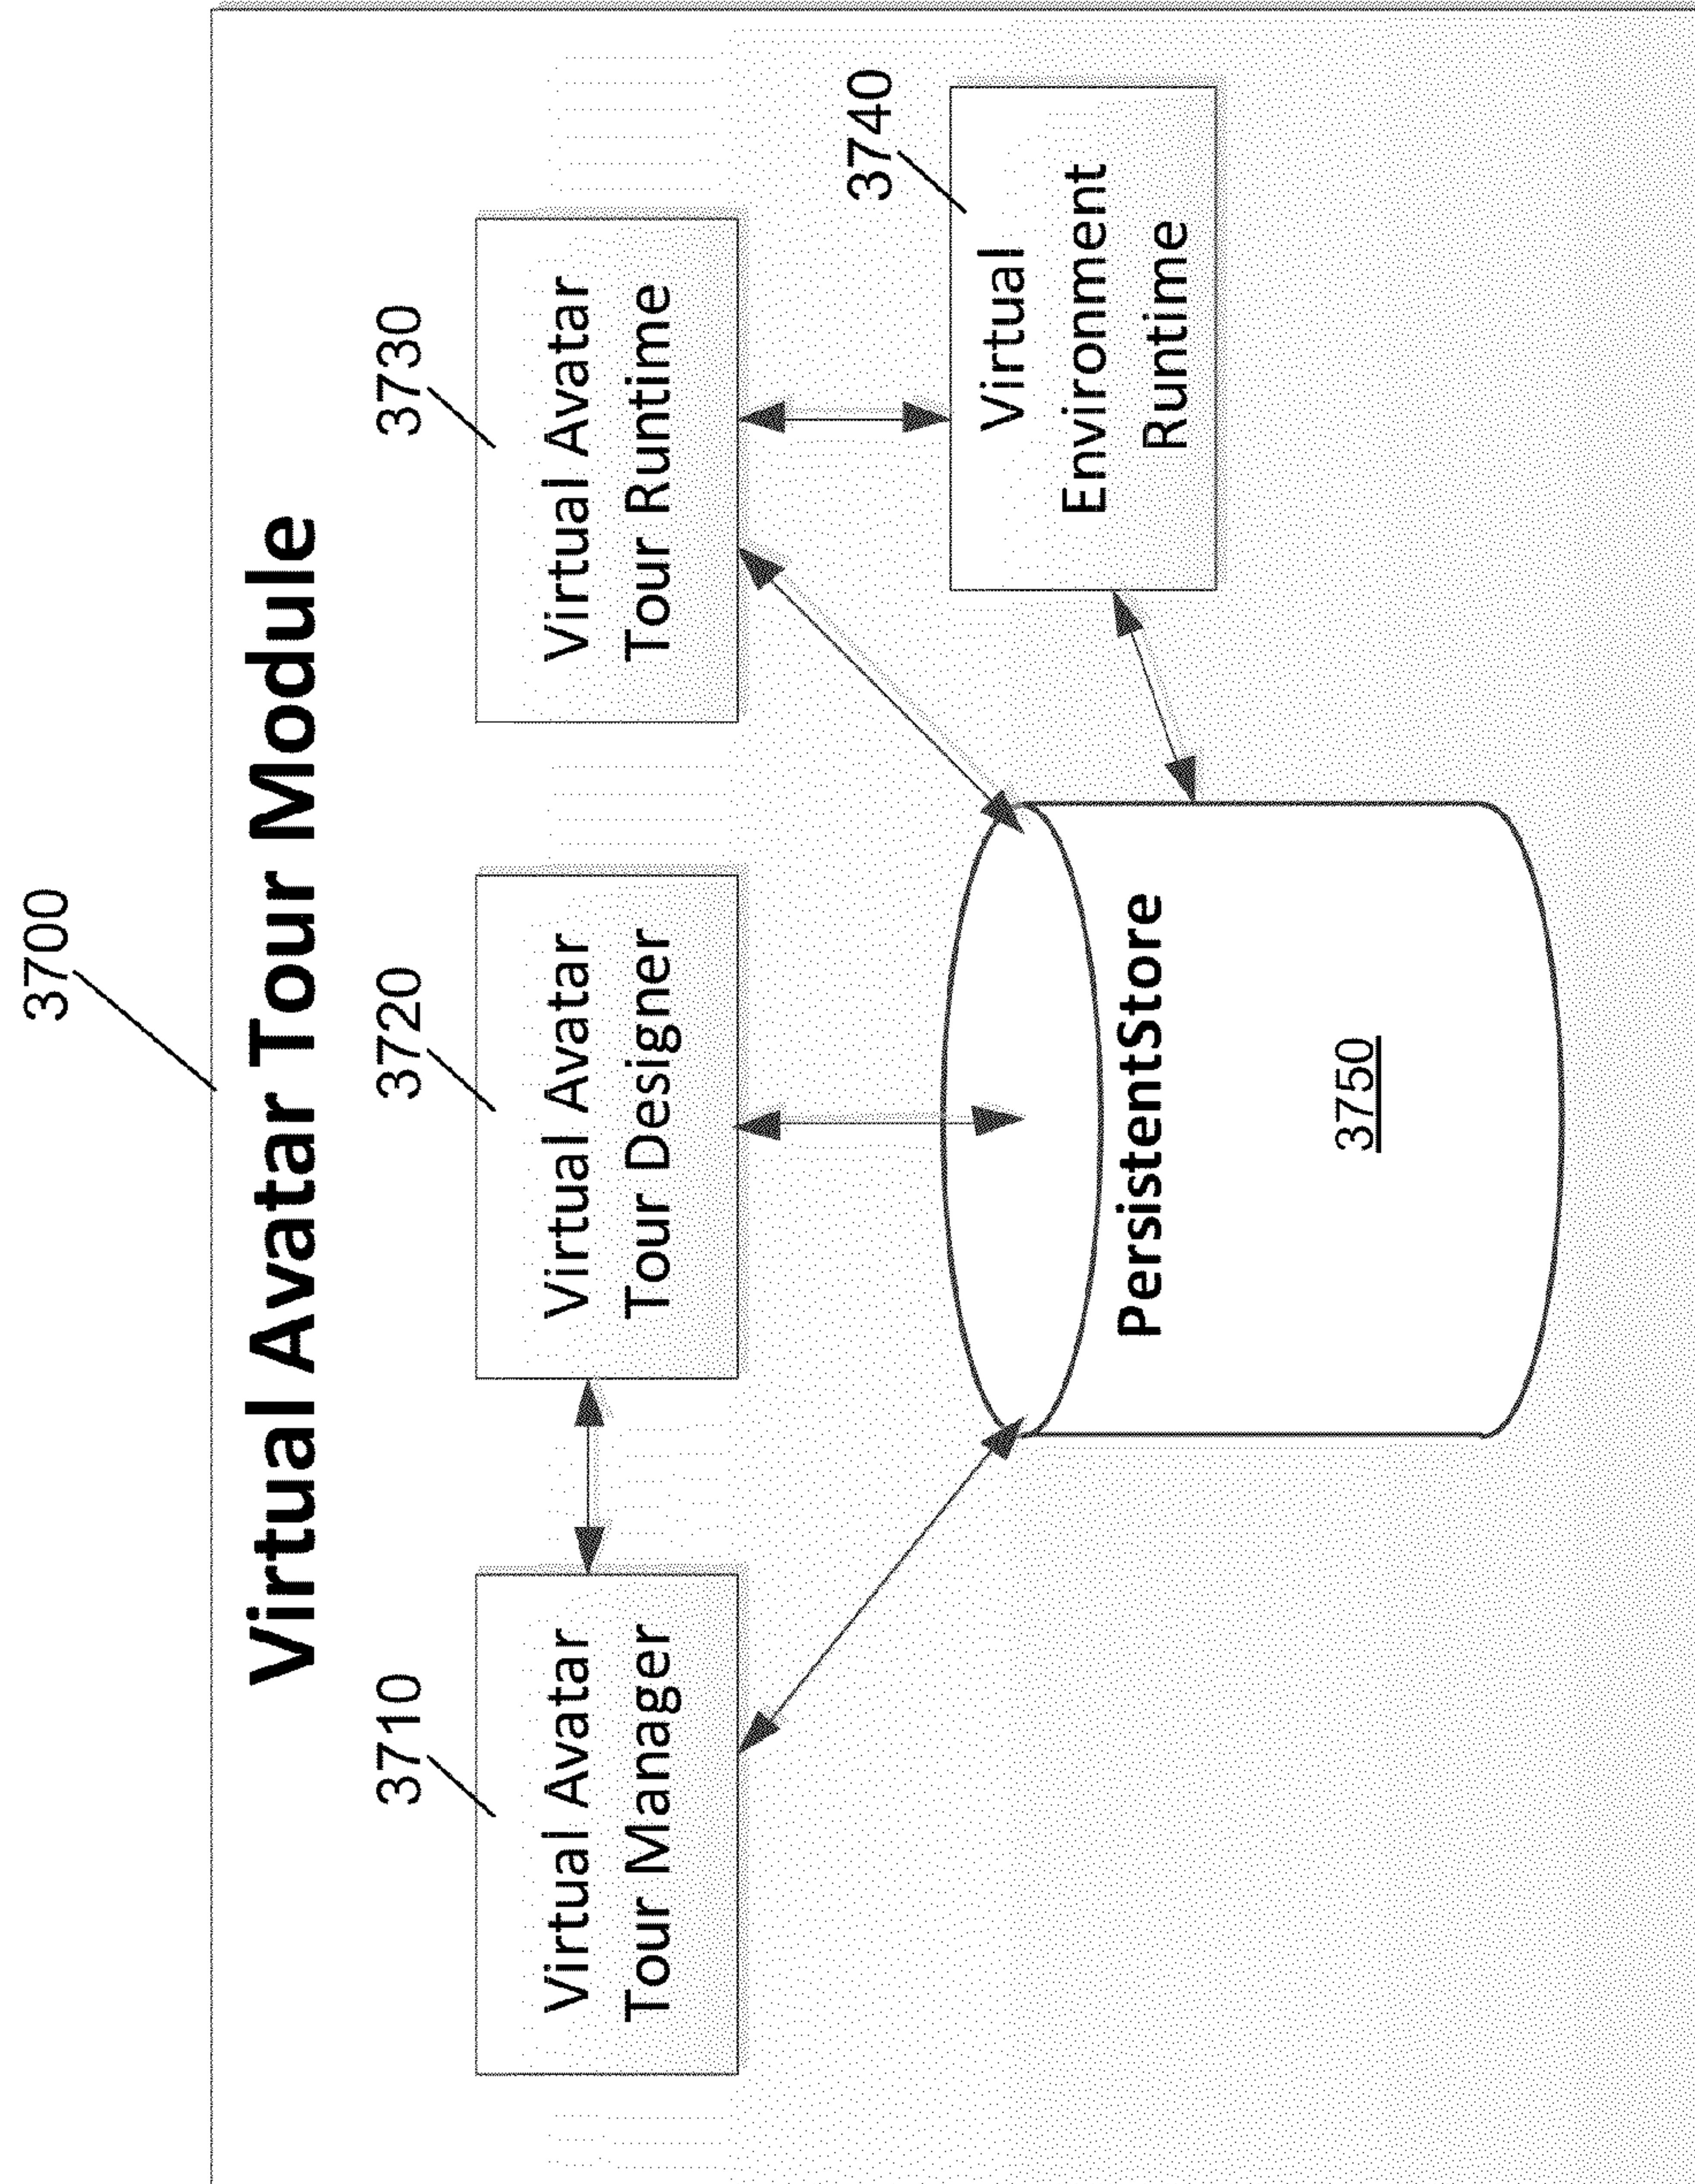 3700
Virtual Avatar Tour Module
3710
3720
3730
Virtual Avatar
Tour Manager
Virtual Avatar
Tour Designer
Virtual Avatar
Tour Runtime
3740
Virtual
Environment
Runtime
PersistentStore
3750